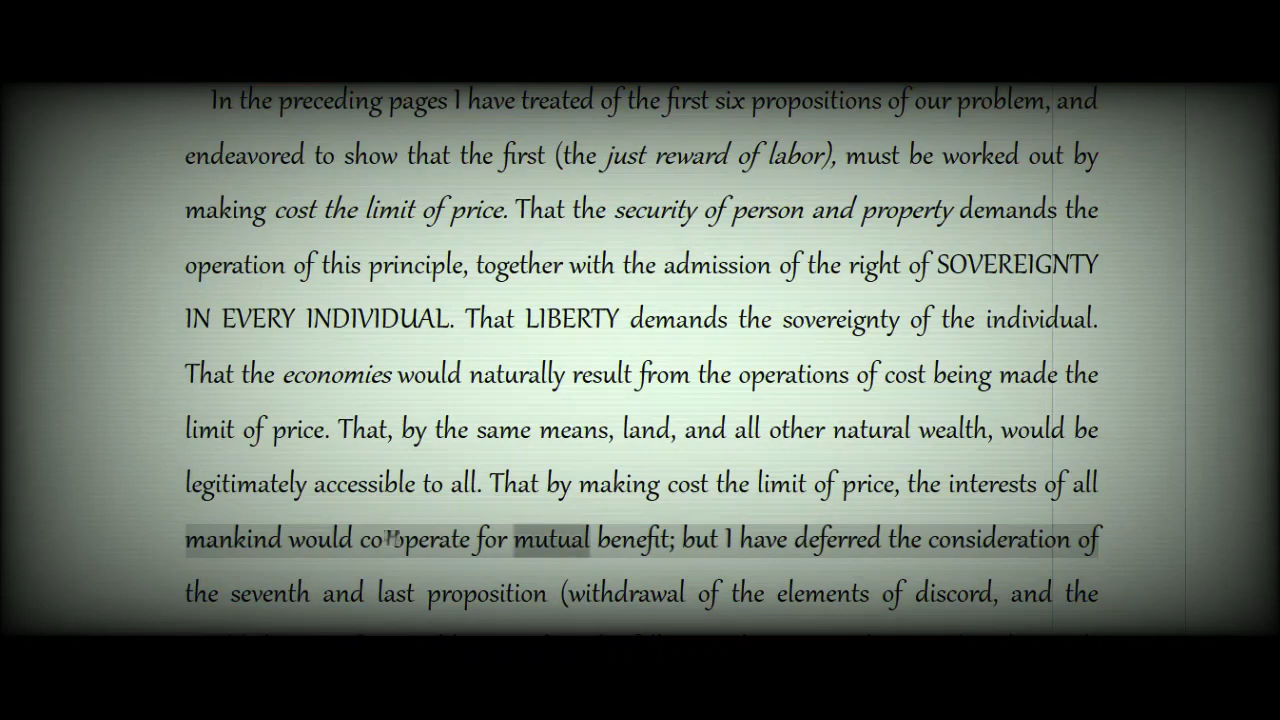 In the preceding pages I have treated of the first six propositions of our problem, and
endeavored to show that the first (the just reward of labor), must be worked out by
making cost the limit of price. That the security of person and property demands the
operation of this principle, together with the admission of the right of SOVEREIGNTY
IN EVERY INDIVIDUAL. That LIBERTY demands the sovereignty of the individual.
That the economies would naturally result from the operations of cost being made the
limit of price. That, by the same means, land, and all other natural wealth, would be
legitimately accessible to all. That by making cost the limit of price, the interests of all
mankind would coöperate for mutual benefit; but I have deferred the consideration of
the seventh and last proposition (withdrawal of the elements of discord, and the